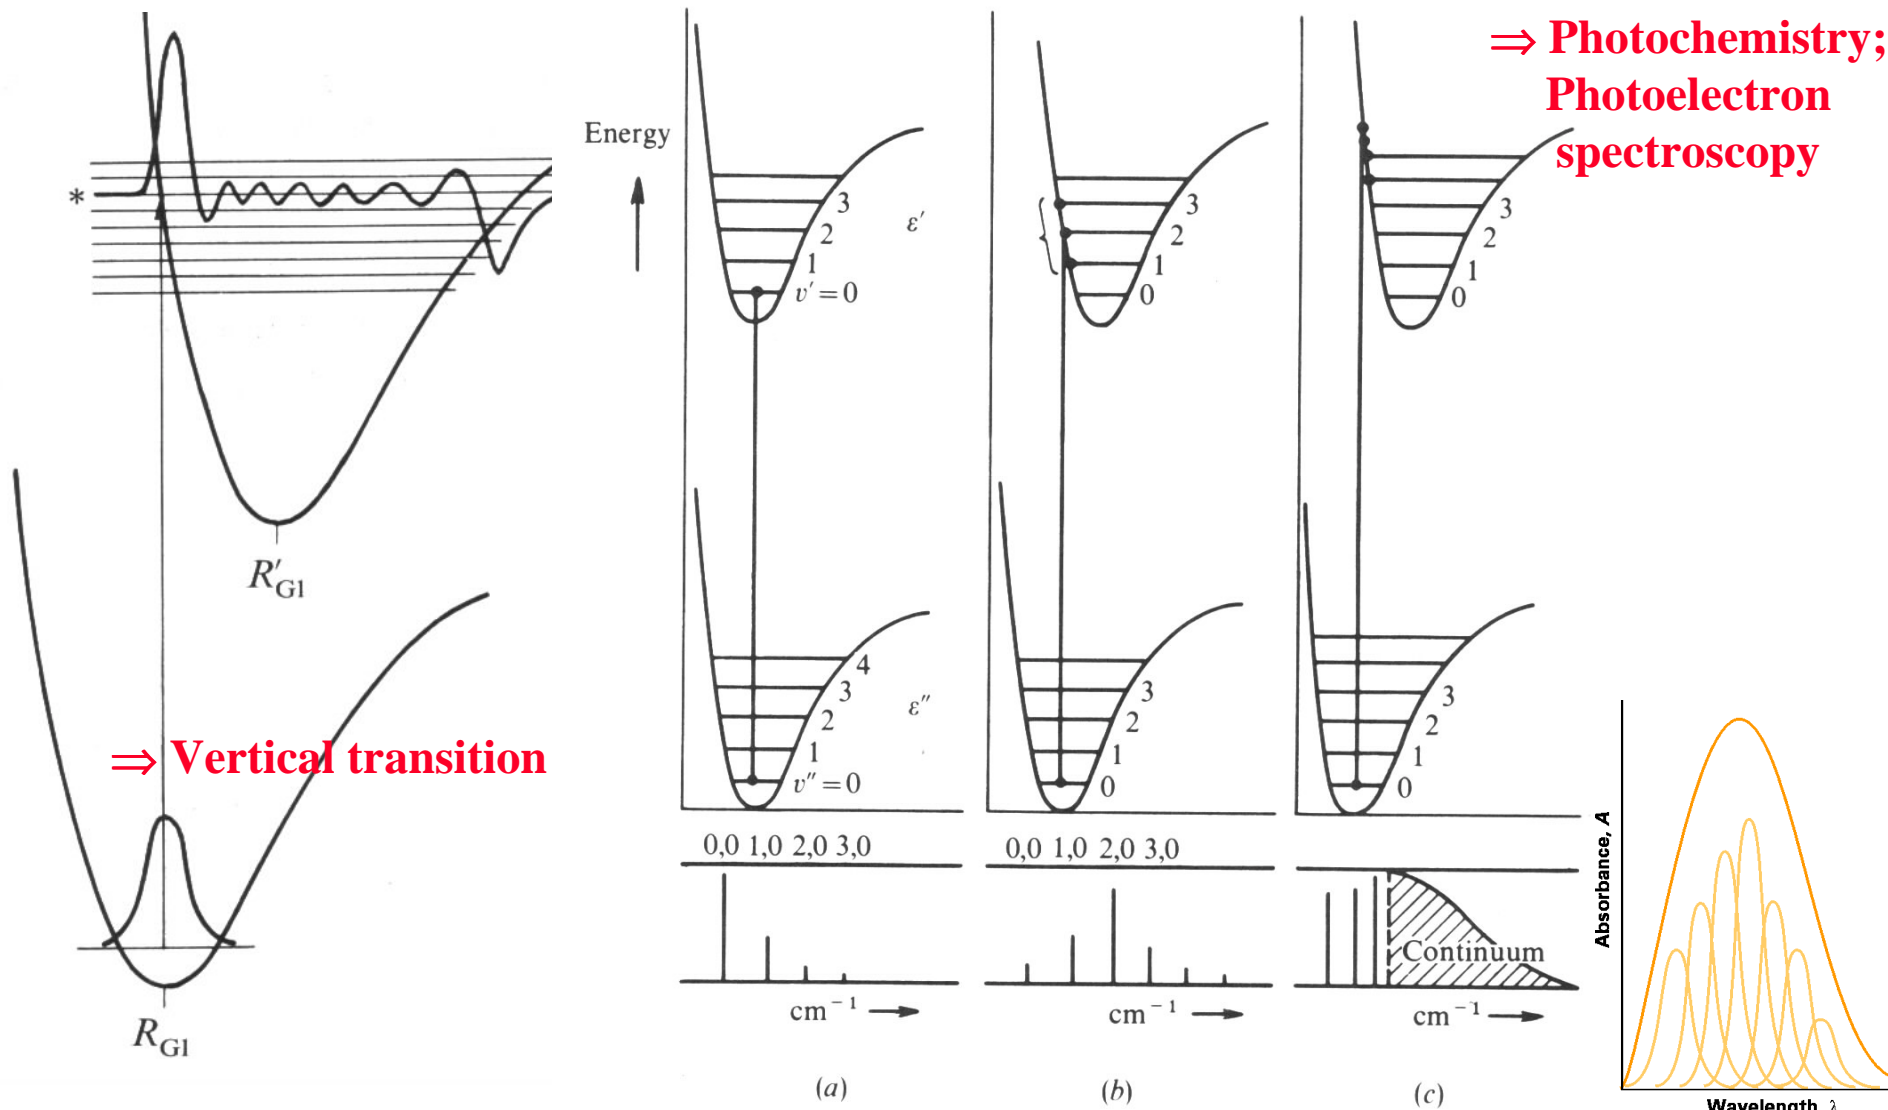 *
R′G1
⇒ Vertical transition
RG1
Energy
3
2
1
v′=0
ε′
4
3
2
1
v″=0
ε″
0,0 1,0 2,0 3,0
cm−1
(a)
3
2
1
0
3
2
1
0
0,0 1,0 2,0 3,0
cm−1
(b)
⇒ Photochemistry;
Photoelectron
spectroscopy
3
2
1
0
3
2
1
0
Continuum
cm−1
(c)
Absorbance, A
Wavelength, λ